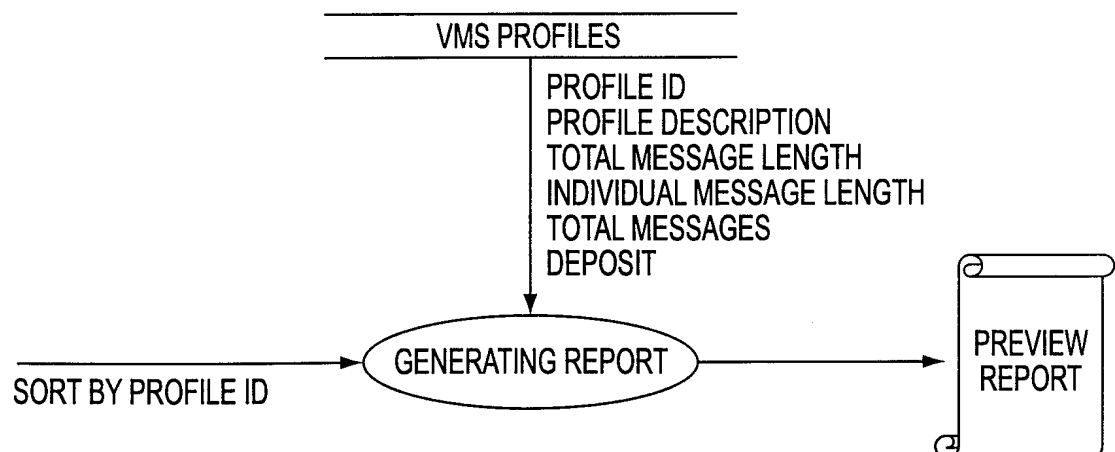 VMS PROFILES
PROFILE ID
PROFILE DESCRIPTION
TOTAL MESSAGE LENGTH
INDIVIDUAL MESSAGE LENGTH
TOTAL MESSAGES
DEPOSIT
GENERATING REPORT
SORT BY PROFILE ID
PREVIEW
REPORT